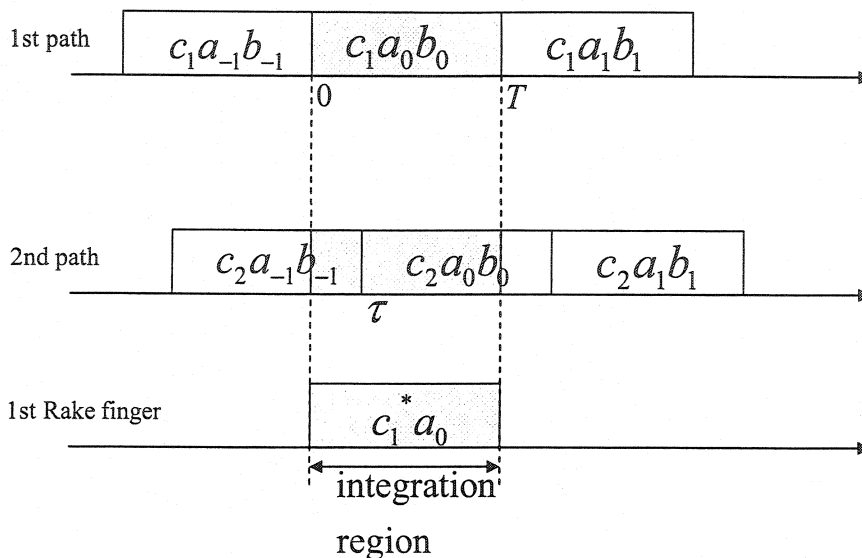 1st path
c₁a₋₁b₋₁ c₁a₀b₀ c₁a₁b₁
0 T
2nd path
c₂a₋₁b₋₁ c₂a₀b₀ c₂a₁b₁
τ
1st Rake finger
c₁*a₀
integration
region